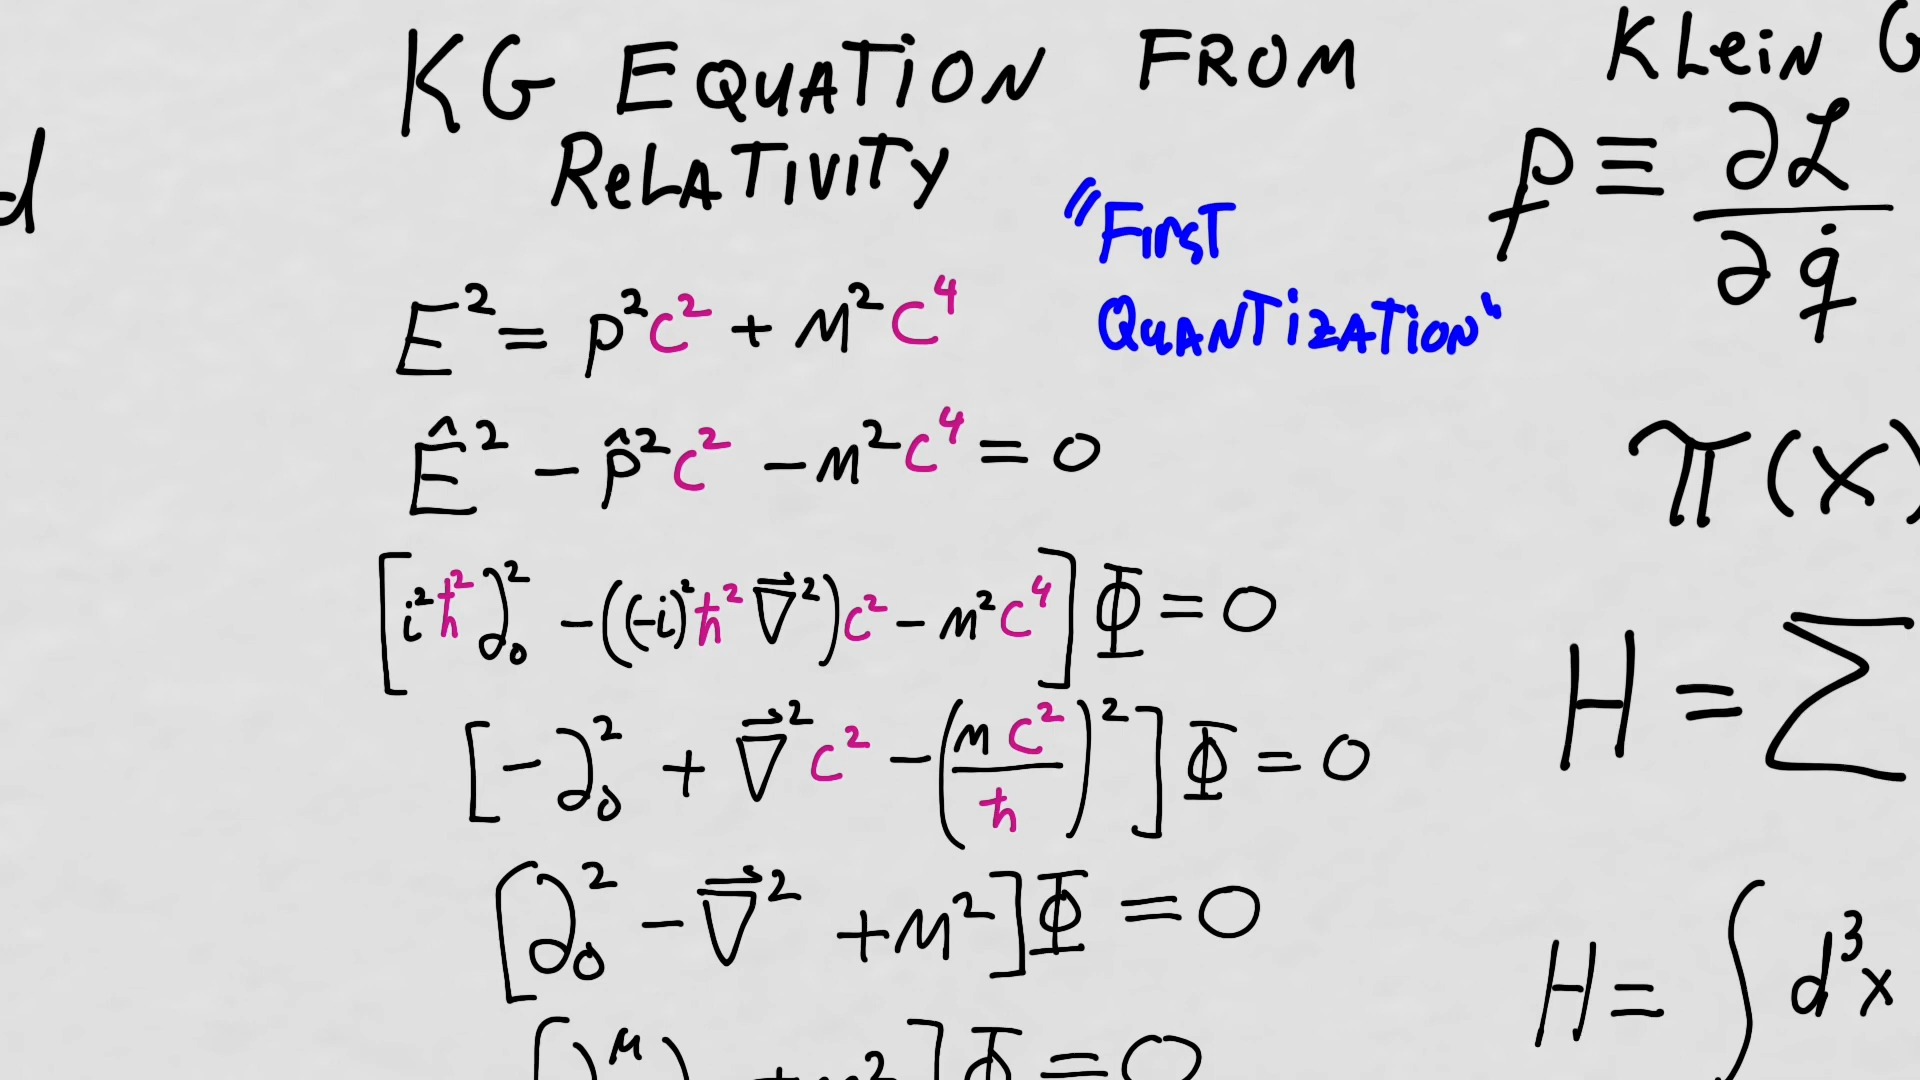 d
KG EQUATION FROM
RELATIVITY
"FIRST
QUANTIZATION"
E² = p²c² + m²c⁴
Ê² − p̂²c² − m²c⁴ = 0
[i²ħ²∂₀² − ((−i)²ħ²∇⃗²)c² − m²c⁴]Φ = 0
[−∂₀² + ∇⃗²c² − (mc²/ħ)²]Φ = 0
[∂₀² − ∇⃗² + m²]Φ = 0
KLEIN G
p ≡ ∂ℒ/∂q̇
π(x)
H = Σ
H = ∫ d³x